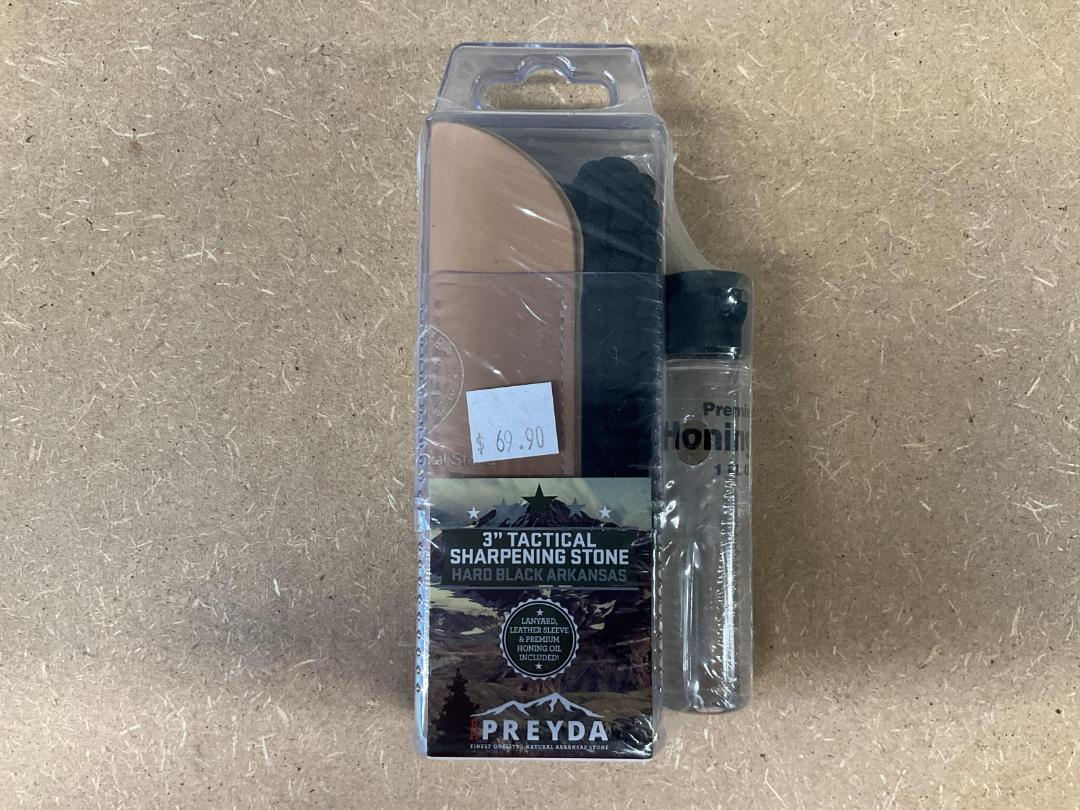 $ 69.90
3" TACTICAL
SHARPENING STONE
HARD BLACK ARKANSAS
LANYARD,
LEATHER SLEEVE
& PREMIUM
HONING OIL
INCLUDED!
PREYDA
FINEST QUALITY | NATURAL ARKANSAS STONE
Honing